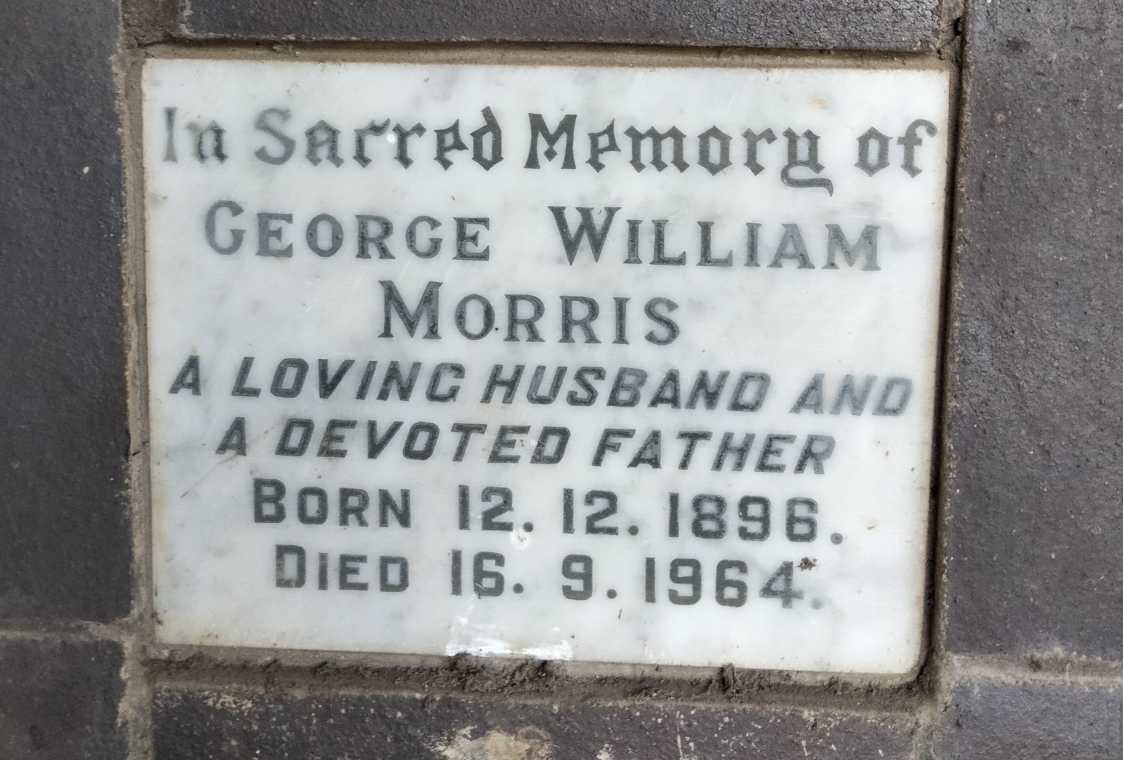 In Sacred Memory of
GEORGE WILLIAM
MORRIS
A LOVING HUSBAND AND
A DEVOTED FATHER
BORN 12. 12. 1896.
DIED 16. 9. 1964.